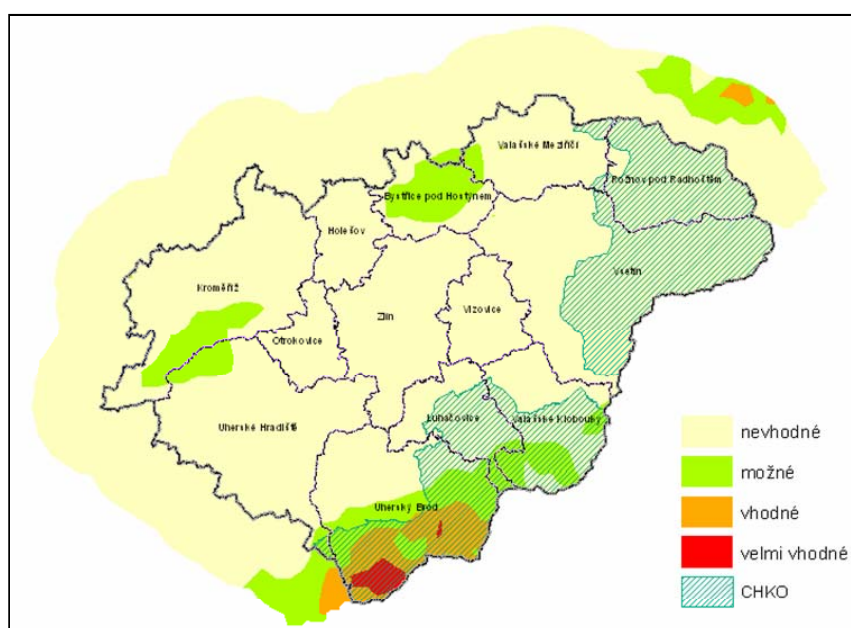 Valašské Meziříčí
Rožnov pod Radhoštěm
Bystřice pod Hostýnem
Holešov
Vsetín
Kroměříž
Zlín
Vizovice
Otrokovice
Luhačovice
Valašské Klobouky
Uherské Hradiště
Uherský Brod
nevhodné
možné
vhodné
velmi vhodné
CHKO